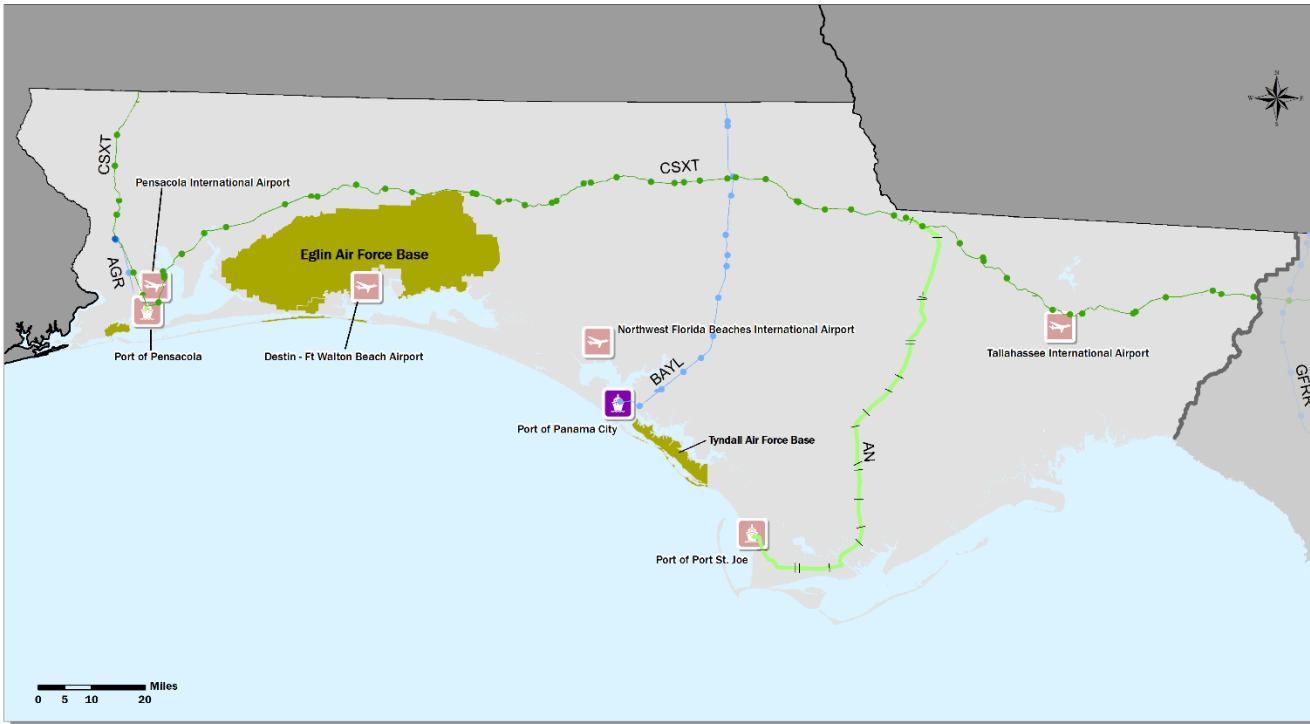 N
W
E
S
CSXT
CSXT
Pensacola International Airport
AGR
Eglin Air Force Base
Port of Pensacola
Destin - Ft Walton Beach Airport
Northwest Florida Beaches International Airport
Tallahassee International Airport
BAYL
GFRR
Port of Panama City
Tyndall Air Force Base
AN
Port of Port St. Joe
Miles
0 5 10 20